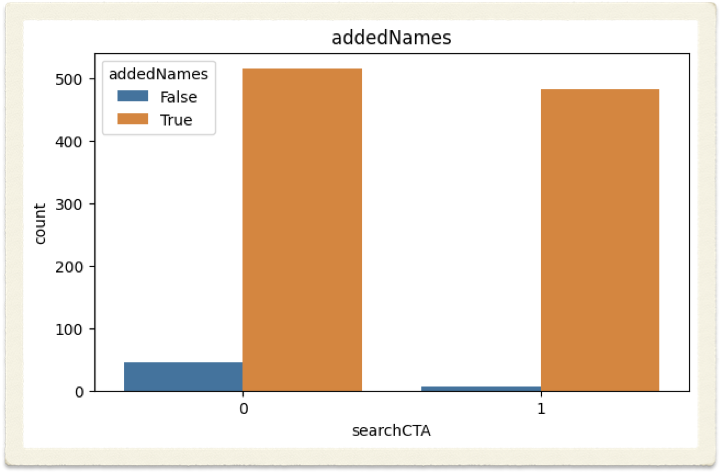 addedNames
addedNames
False
True
500
400
300
200
100
0
count
0 1
searchCTA